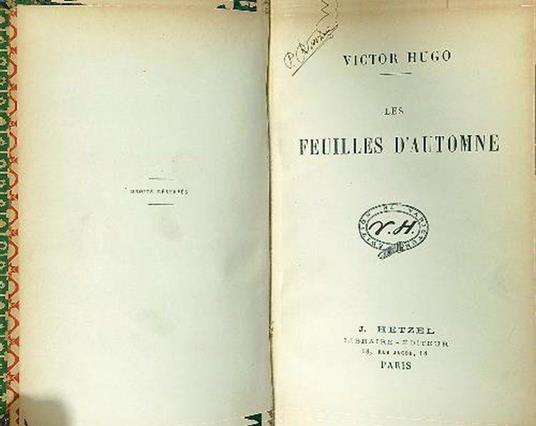 DROITS RÉSERVÉS
VICTOR HUGO
LES
FEUILLES D'AUTOMNE
V.H.
J. HETZEL
LIBRAIRE-ÉDITEUR
18, RUE JACOB, 18
PARIS